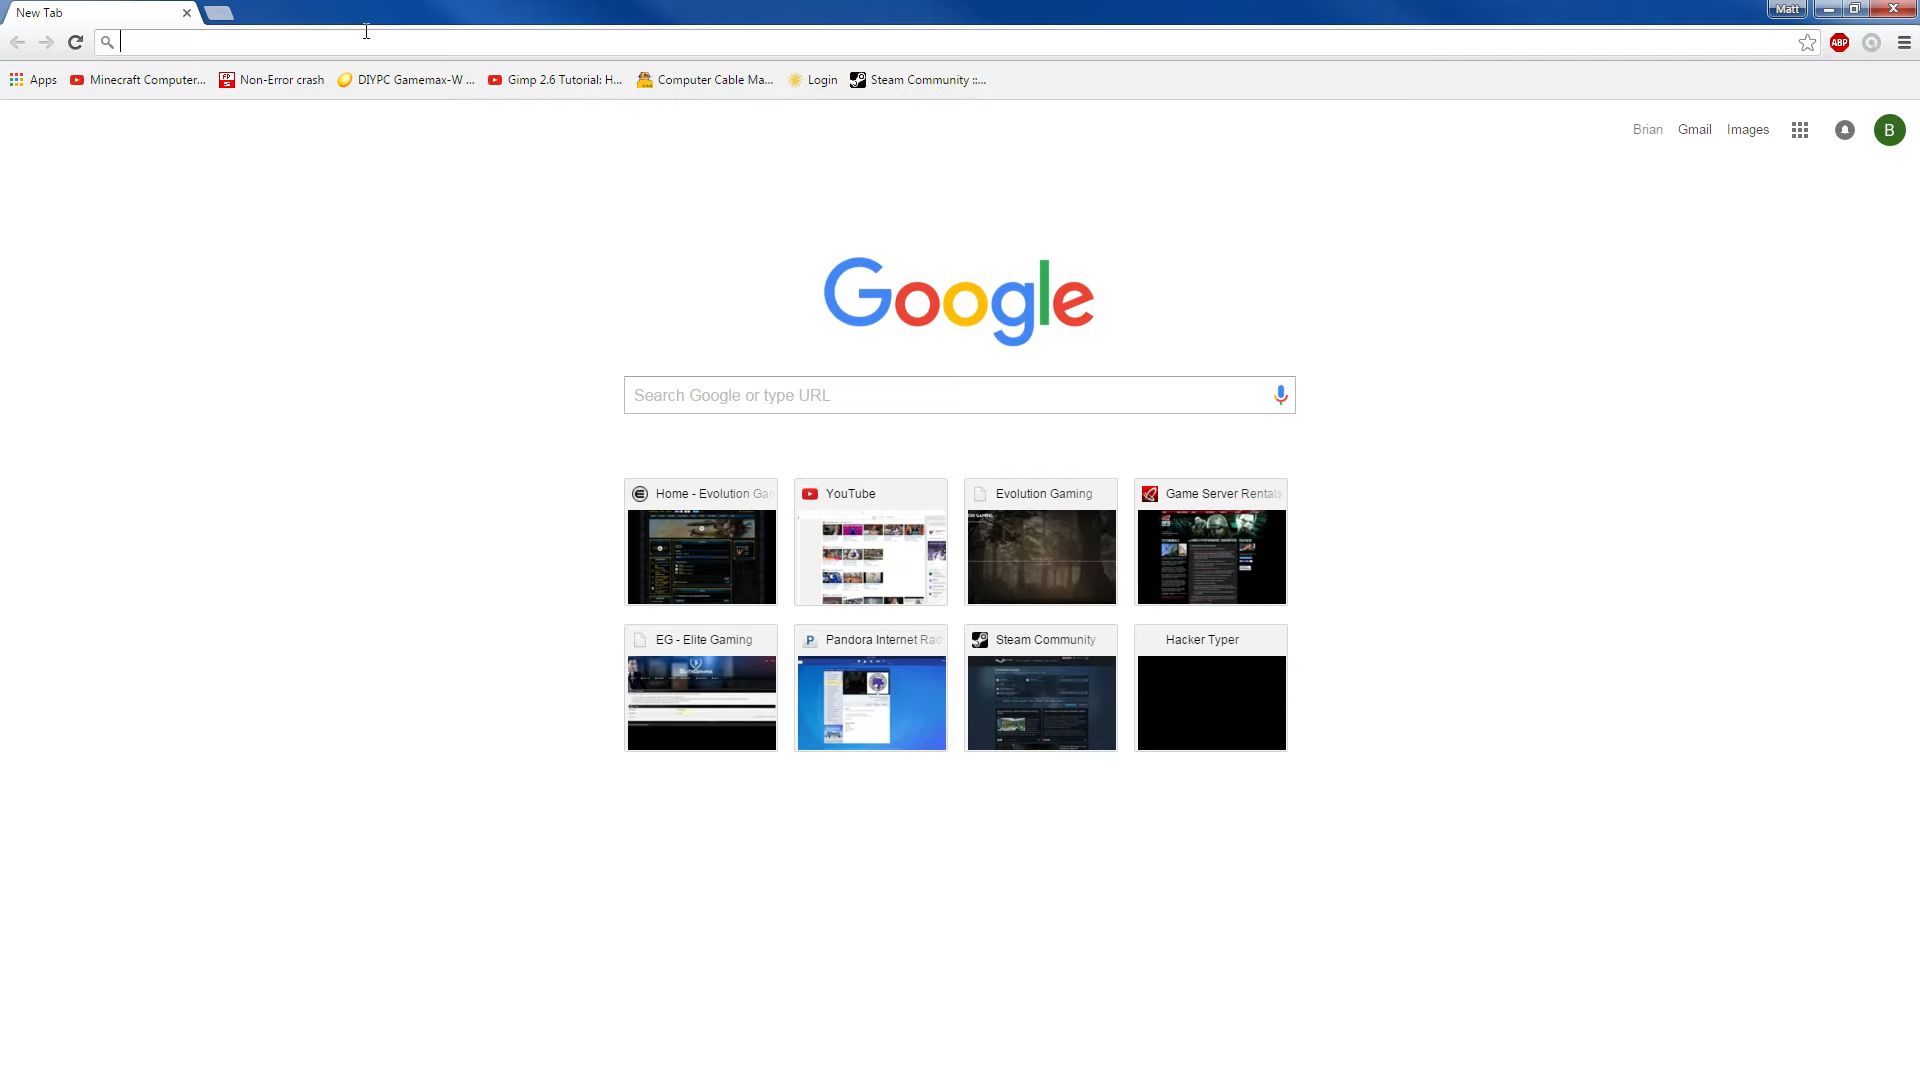 New Tab
Matt
ABP
Apps
Minecraft Computer...
Non-Error crash
DIYPC Gamemax-W ...
Gimp 2.6 Tutorial: H...
Computer Cable Ma...
Login
Steam Community ::...
Brian
Gmail
Images
B
Google
Search Google or type URL
Home - Evolution Gar
YouTube
Evolution Gaming
Game Server Rentals
EG - Elite Gaming
Pandora Internet Rad
Steam Community
Hacker Typer